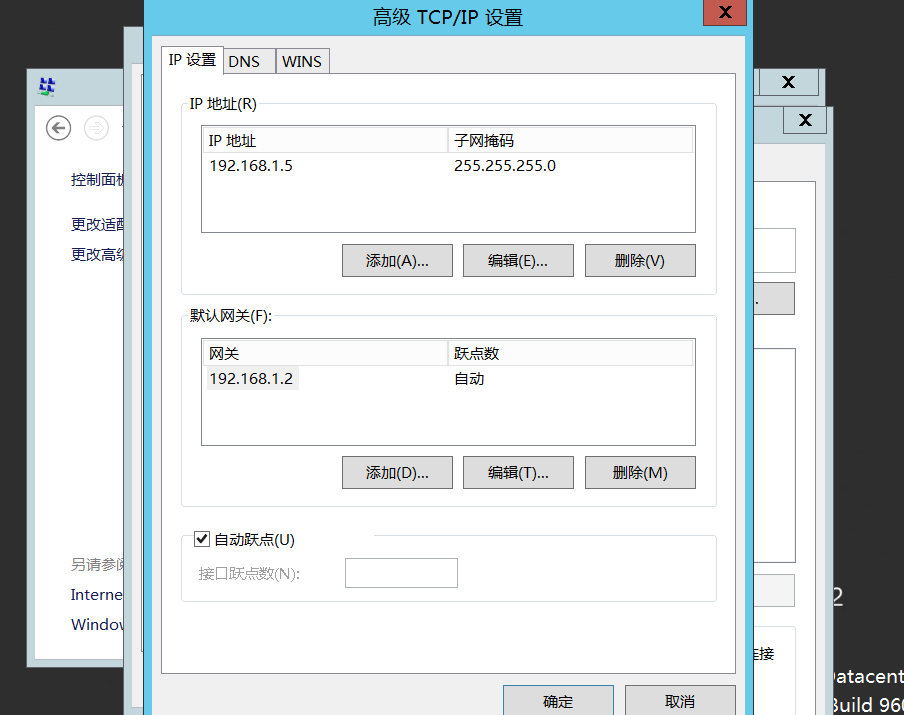 高级 TCP/IP 设置
IP 设置 DNS WINS
IP 地址(R)
IP 地址 子网掩码
192.168.1.5 255.255.255.0
添加(A)... 编辑(E)... 删除(V)
默认网关(F):
网关 跃点数
192.168.1.2 自动
添加(D)... 编辑(T)... 删除(M)
自动跃点(U)
接口跃点数(N):
确定 取消
控制面板
更改适配
更改高级
另请参阅
Interne
Window
连接
2
Datacent
Build 960